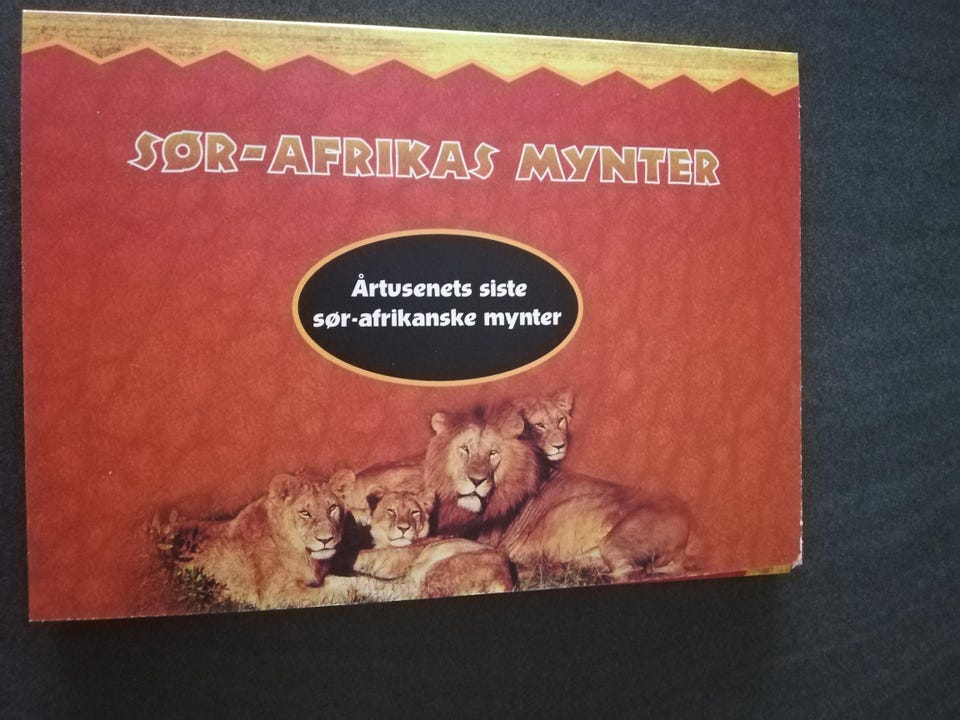 SØR-AFRIKAS MYNTER
Årtusenets siste
sør-afrikanske mynter